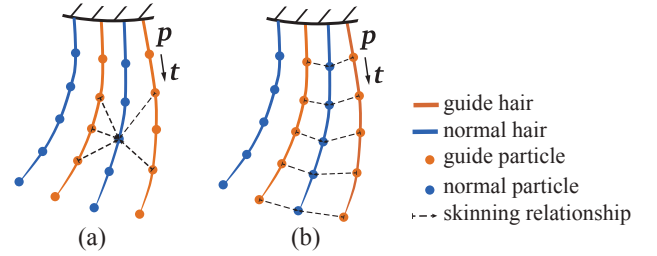 p
t
p
t
guide hair
normal hair
guide particle
normal particle
skinning relationship
(a)
(b)